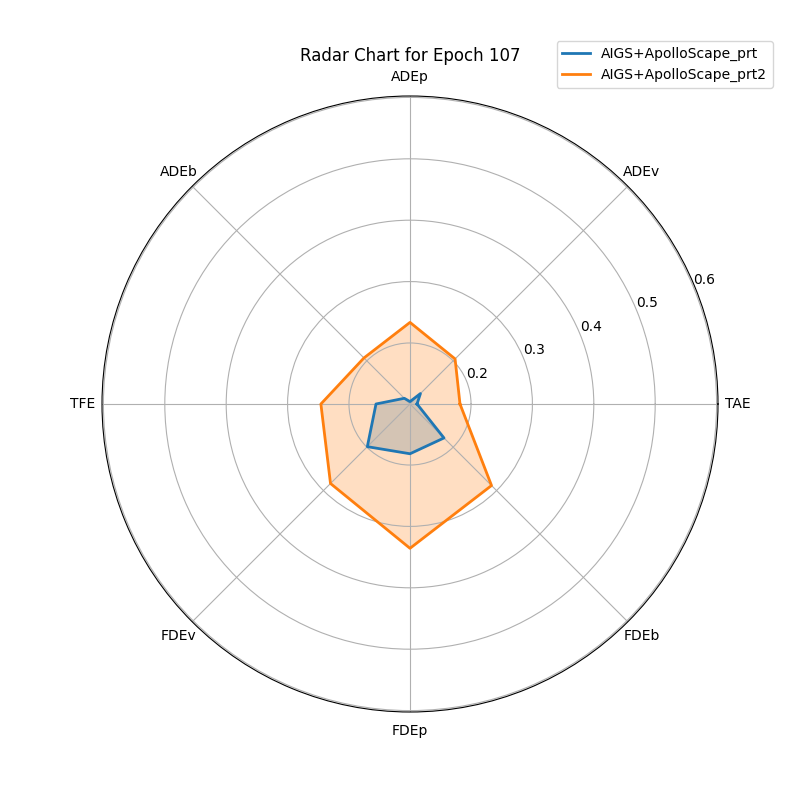 Radar Chart for Epoch 107
AIGS+ApolloScape_prt
AIGS+ApolloScape_prt2
ADEp
ADEb
ADEv
0.6
0.5
0.4
0.3
0.2
TFE
TAE
FDEv
FDEb
FDEp